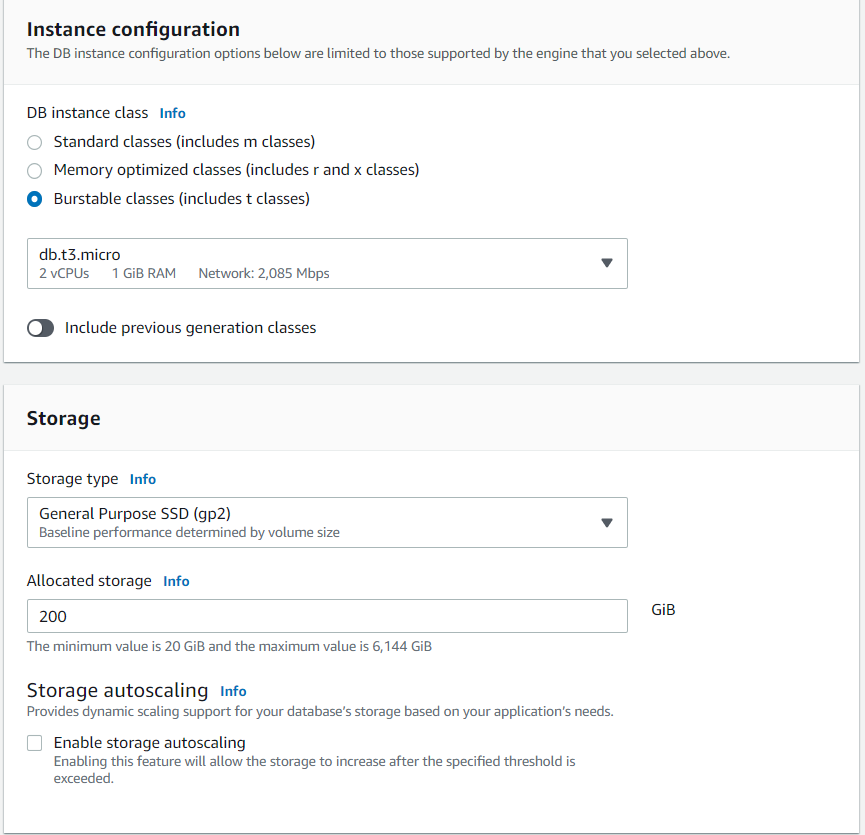 Instance configuration
The DB instance configuration options below are limited to those supported by the engine that you selected above.
DB instance class Info
Standard classes (includes m classes)
Memory optimized classes (includes r and x classes)
Burstable classes (includes t classes)
db.t3.micro
2 vCPUs 1 GiB RAM Network: 2,085 Mbps
Include previous generation classes
Storage
Storage type Info
General Purpose SSD (gp2)
Baseline performance determined by volume size
Allocated storage Info
200 GiB
The minimum value is 20 GiB and the maximum value is 6,144 GiB
Storage autoscaling Info
Provides dynamic scaling support for your database's storage based on your application's needs.
Enable storage autoscaling
Enabling this feature will allow the storage to increase after the specified threshold is
exceeded.